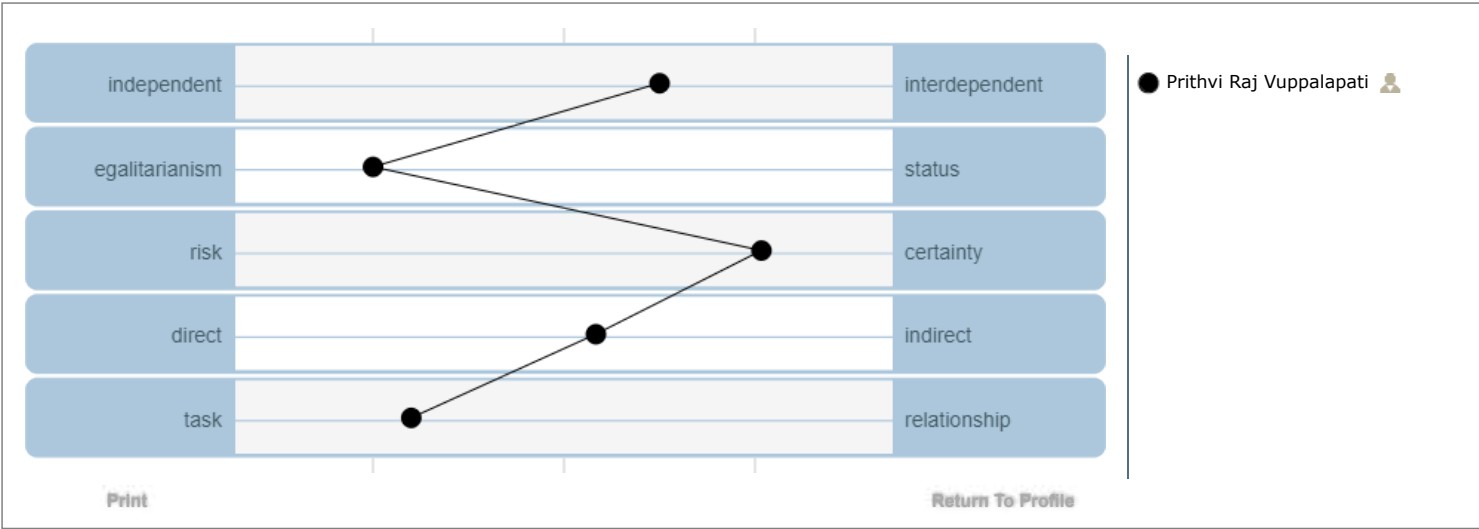 independent interdependent
egalitarianism status
risk certainty
direct indirect
task relationship
Prithvi Raj Vuppalapati
Print Return To Profile